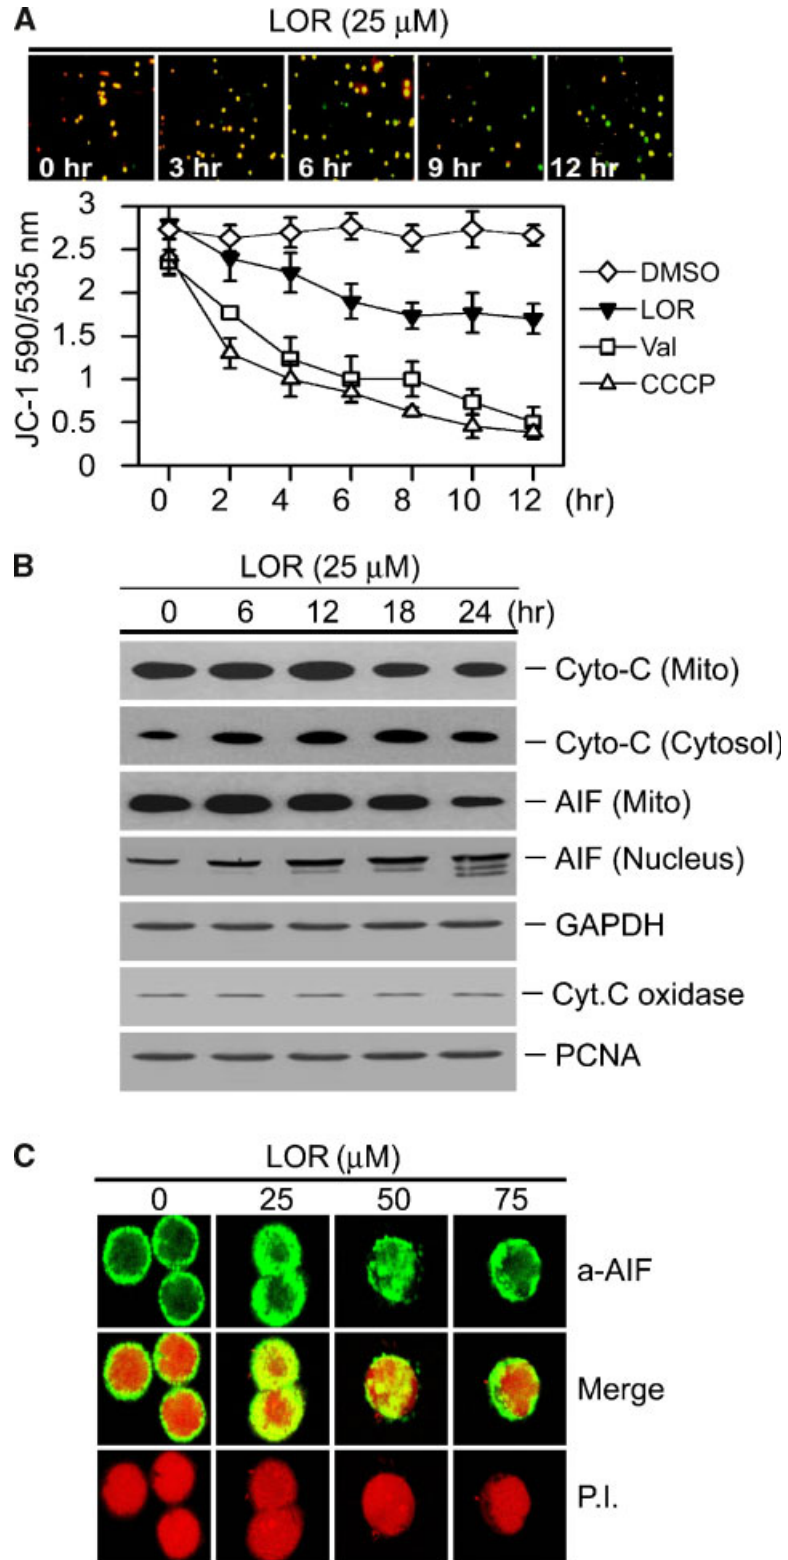 A
LOR (25 μM)
0 hr 3 hr 6 hr 9 hr 12 hr
JC-1 590/535 nm
3
2.5
2
1.5
1
0.5
0
0 2 4 6 8 10 12 (hr)
DMSO
LOR
Val
CCCP
B
LOR (25 μM)
0 6 12 18 24 (hr)
Cyto-C (Mito)
Cyto-C (Cytosol)
AIF (Mito)
AIF (Nucleus)
GAPDH
Cyt.C oxidase
PCNA
C
LOR (μM)
0 25 50 75
a-AIF
Merge
P.I.